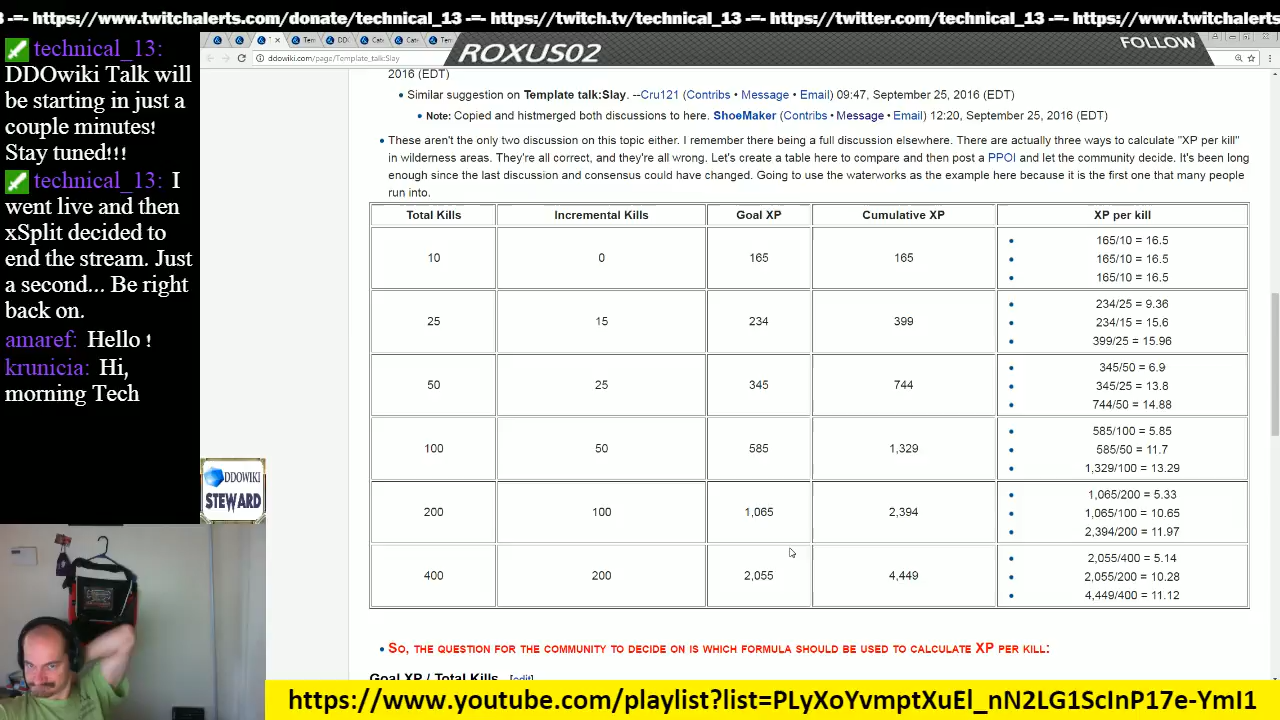 3 -=- https://www.twitchalerts.com/donate/technical_13 -=- https://twitch.tv/technical_13 -=- https://twitter.com/technical_13 -=- https://www.twitchalerts
technical_13:
DDOwiki Talk will
be starting in just a
couple minutes!
Stay tuned!!!
technical_13: I
went live and then
xSplit decided to
end the stream. Just
a second... Be right
back on.
amaref: Hello !
krunicia: Hi,
morning Tech
ROXUS02
FOLLOW
ddowiki.com/page/Template_talk:Slay
2016 (EDT)
Similar suggestion on Template talk:Slay. --Cru121 (Contribs • Message • Email) 09:47, September 25, 2016 (EDT)
Note: Copied and histmerged both discussions to here. ShoeMaker (Contribs • Message • Email) 12:20, September 25, 2016 (EDT)
These aren't the only two discussion on this topic either. I remember there being a full discussion elsewhere. There are actually three ways to calculate "XP per kill"
in wilderness areas. They're all correct, and they're all wrong. Let's create a table here to compare and then post a PPOI and let the community decide. It's been long
enough since the last discussion and consensus could have changed. Going to use the waterworks as the example here because it is the first one that many people
run into.
Total Kills Incremental Kills Goal XP Cumulative XP XP per kill
10 0 165 165
165/10 = 16.5
165/10 = 16.5
165/10 = 16.5
25 15 234 399
234/25 = 9.36
234/15 = 15.6
399/25 = 15.96
50 25 345 744
345/50 = 6.9
345/25 = 13.8
744/50 = 14.88
100 50 585 1,329
585/100 = 5.85
585/50 = 11.7
1,329/100 = 13.29
200 100 1,065 2,394
1,065/200 = 5.33
1,065/100 = 10.65
2,394/200 = 11.97
400 200 2,055 4,449
2,055/400 = 5.14
2,055/200 = 10.28
4,449/400 = 11.12
So, the question for the community to decide on is which formula should be used to calculate XP per kill:
Goal XP / Total Kills [edit]
DDOWIKI
STEWARD
https://www.youtube.com/playlist?list=PLyXoYvmptXuEl_nN2LG1ScInP17e-YmI1